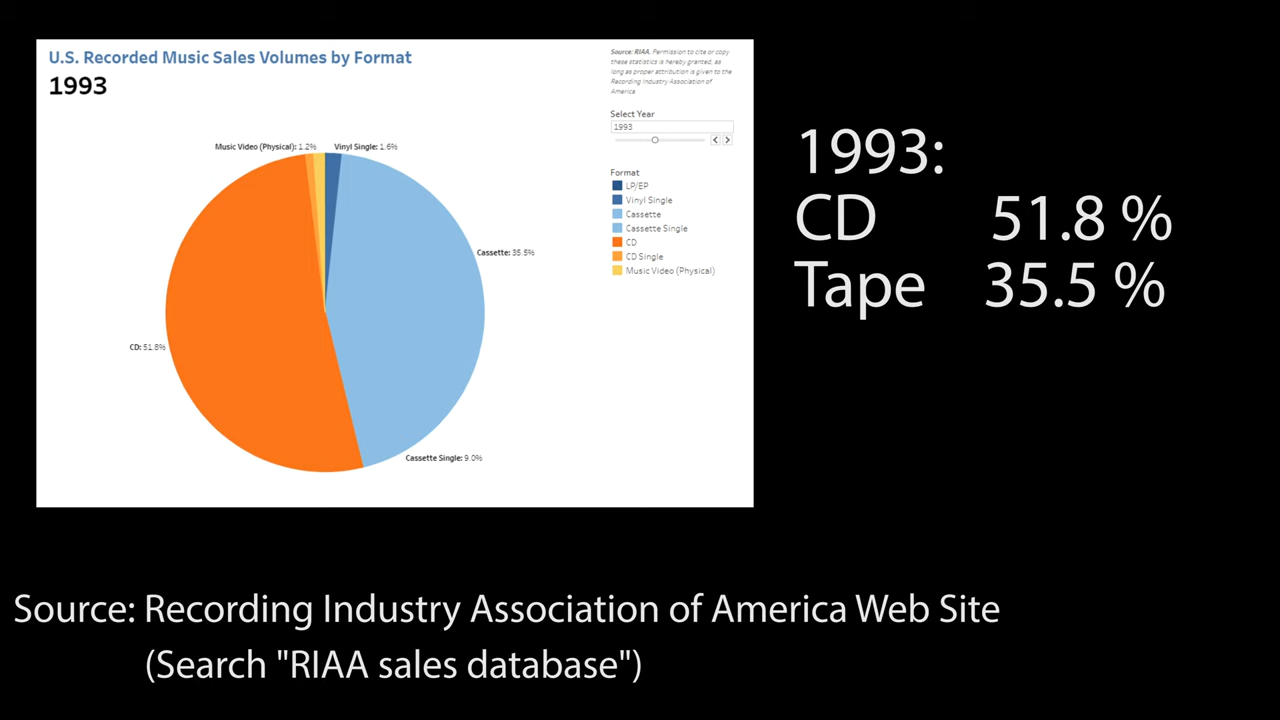 U.S. Recorded Music Sales Volumes by Format
1993
Source: RIAA. Permission to cite or copy
these statistics is hereby granted, as
long as proper attribution is given to the
Recording Industry Association of
America
Select Year
1993
Music Video (Physical): 1.2%
Vinyl Single: 1.6%
Cassette: 35.5%
CD: 51.8%
Cassette Single: 9.0%
Format
LP/EP
Vinyl Single
Cassette
Cassette Single
CD
CD Single
Music Video (Physical)
1993:
CD 51.8 %
Tape 35.5 %
Source: Recording Industry Association of America Web Site
(Search "RIAA sales database")